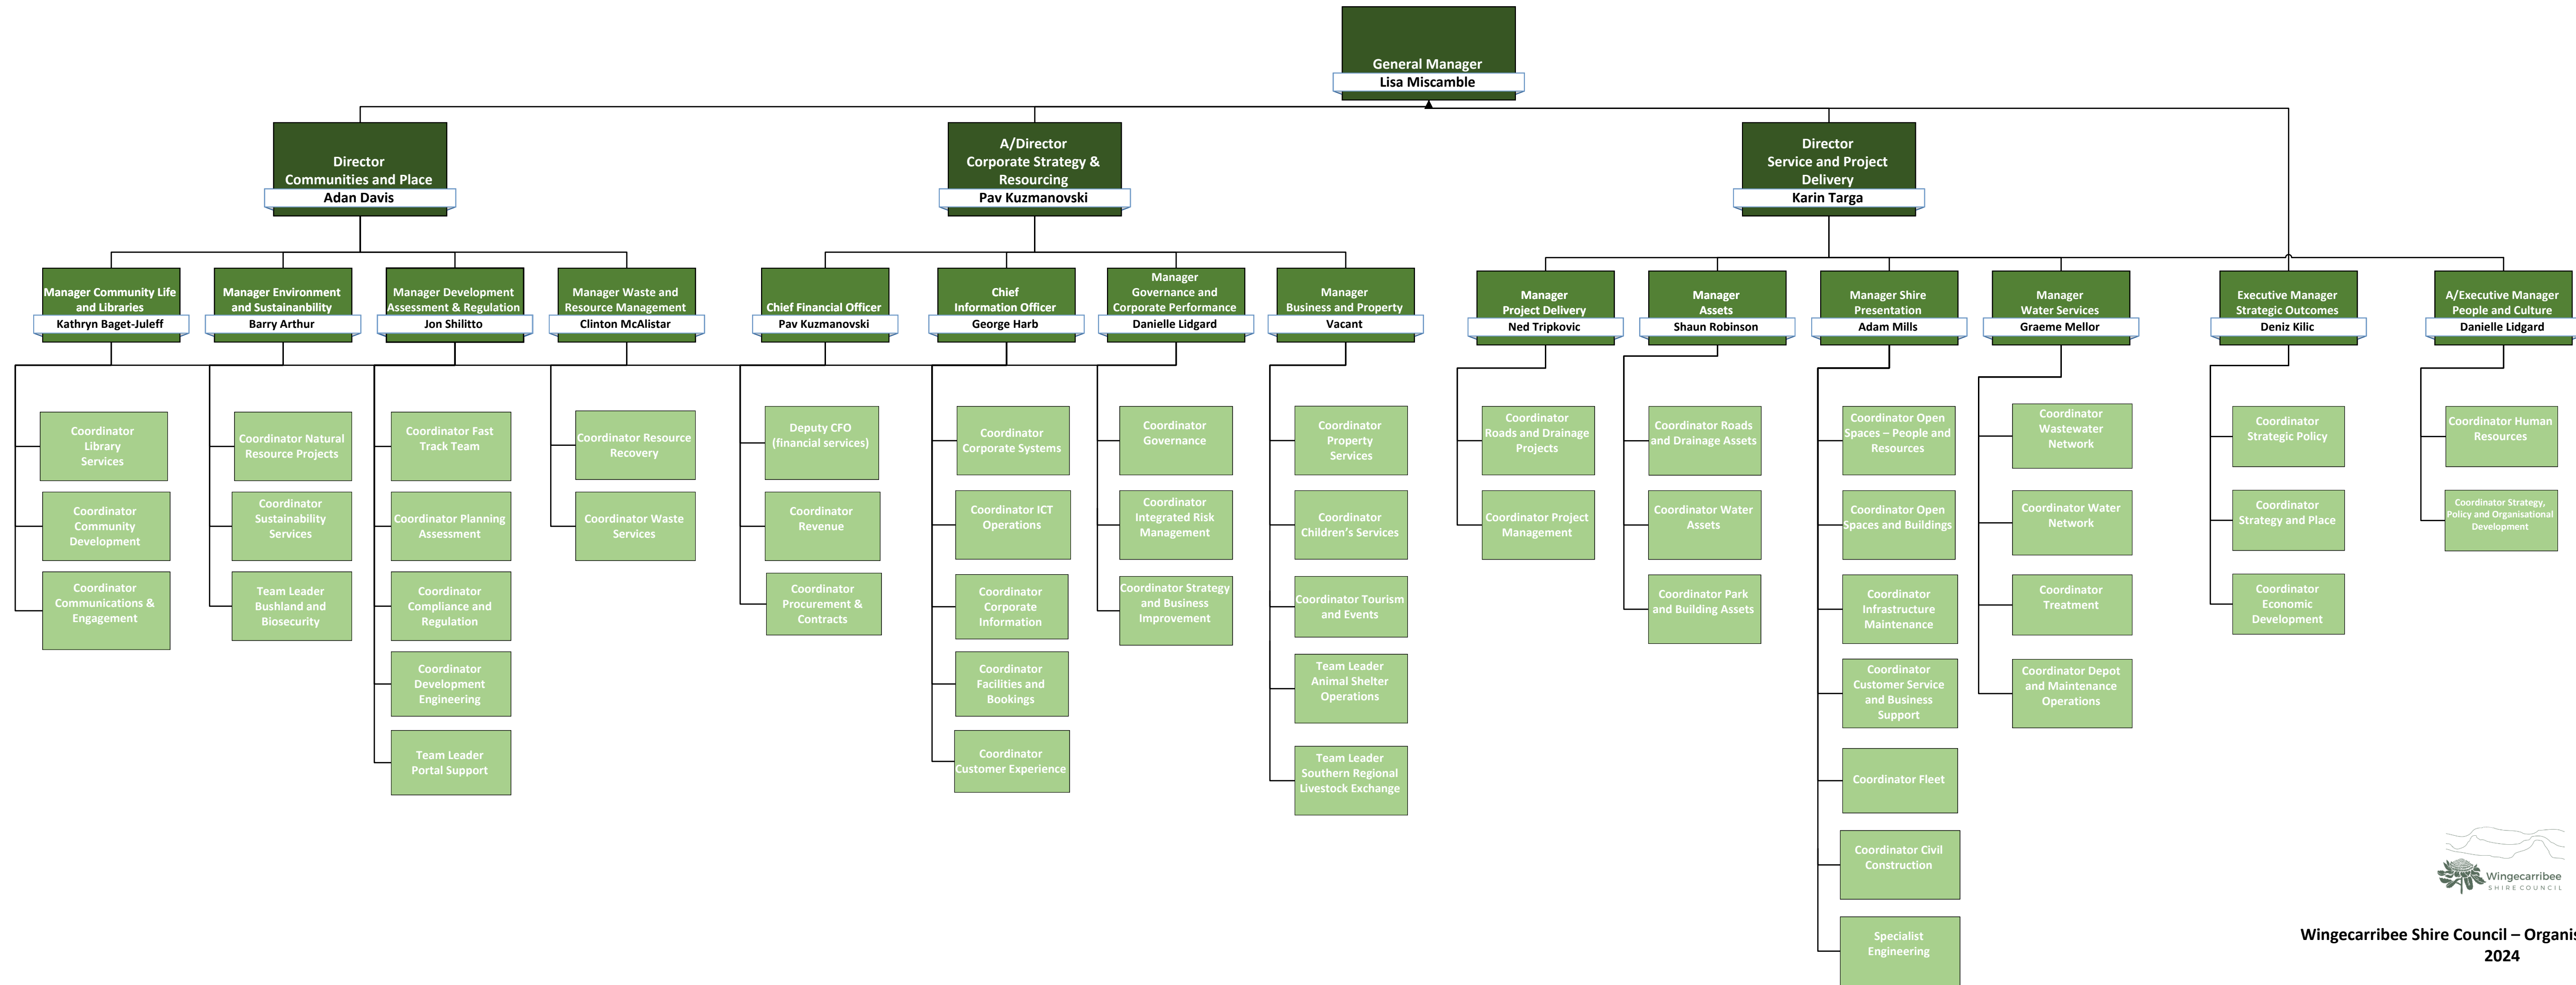 General Manager
Lisa Miscamble
Director
Communities and Place
Adan Davis
A/Director
Corporate Strategy &
Resourcing
Pav Kuzmanovski
Director
Service and Project
Delivery
Karin Targa
Manager Community Life
and Libraries
Kathryn Baget-Juleff
Manager Environment
and Sustainanbility
Barry Arthur
Manager Development
Assessment & Regulation
Jon Shilitto
Manager Waste and
Resource Management
Clinton McAlistar
Chief Financial Officer
Pav Kuzmanovski
Chief
Information Officer
George Harb
Manager
Governance and
Corporate Performance
Danielle Lidgard
Manager
Business and Property
Vacant
Manager
Project Delivery
Ned Tripkovic
Manager
Assets
Shaun Robinson
Manager Shire
Presentation
Adam Mills
Manager
Water Services
Graeme Mellor
Executive Manager
Strategic Outcomes
Deniz Kilic
A/Executive Manager
People and Culture
Danielle Lidgard
Coordinator
Library
Services
Coordinator
Community
Development
Coordinator
Communications &
Engagement
Coordinator Natural
Resource Projects
Coordinator
Sustainability
Services
Team Leader
Bushland and
Biosecurity
Coordinator Fast
Track Team
Coordinator Planning
Assessment
Coordinator
Compliance and
Regulation
Coordinator
Development
Engineering
Team Leader
Portal Support
Coordinator Resource
Recovery
Coordinator Waste
Services
Deputy CFO
(financial services)
Coordinator
Revenue
Coordinator
Procurement &
Contracts
Coordinator
Corporate Systems
Coordinator ICT
Operations
Coordinator
Corporate
Information
Coordinator
Facilities and
Bookings
Coordinator
Customer Experience
Coordinator
Governance
Coordinator
Integrated Risk
Management
Coordinator Strategy
and Business
Improvement
Coordinator
Property
Services
Coordinator
Children’s Services
Coordinator Tourism
and Events
Team Leader
Animal Shelter
Operations
Team Leader
Southern Regional
Livestock Exchange
Coordinator
Roads and Drainage
Projects
Coordinator Project
Management
Coordinator Roads
and Drainage Assets
Coordinator Water
Assets
Coordinator Park
and Building Assets
Coordinator Open
Spaces – People and
Resources
Coordinator Open
Spaces and Buildings
Coordinator
Infrastructure
Maintenance
Coordinator
Customer Service
and Business
Support
Coordinator Fleet
Coordinator Civil
Construction
Specialist
Engineering
Coordinator
Wastewater
Network
Coordinator Water
Network
Coordinator
Treatment
Coordinator Depot
and Maintenance
Operations
Coordinator
Strategic Policy
Coordinator
Strategy and Place
Coordinator
Economic
Development
Coordinator Human
Resources
Coordinator Strategy,
Policy and Organisational
Development
Wingecarribee
SHIRE COUNCIL
Wingecarribee Shire Council – Organis
2024